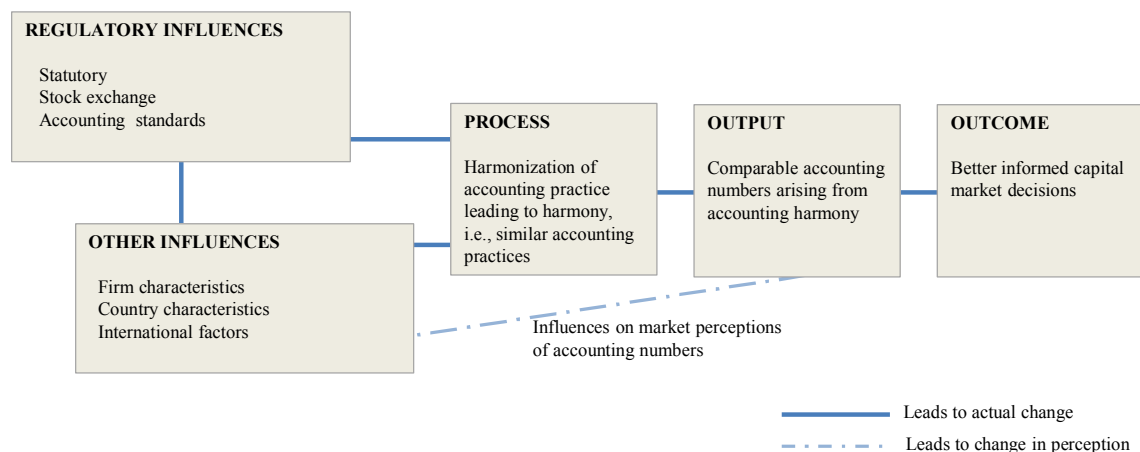 REGULATORY INFLUENCES
Statutory
Stock exchange
Accounting standards
OTHER INFLUENCES
Firm characteristics
Country characteristics
International factors
PROCESS
Harmonization of
accounting practice
leading to harmony,
i.e., similar accounting
practices
OUTPUT
Comparable accounting
numbers arising from
accounting harmony
OUTCOME
Better informed capital
market decisions
Influences on market perceptions
of accounting numbers
Leads to actual change
Leads to change in perception